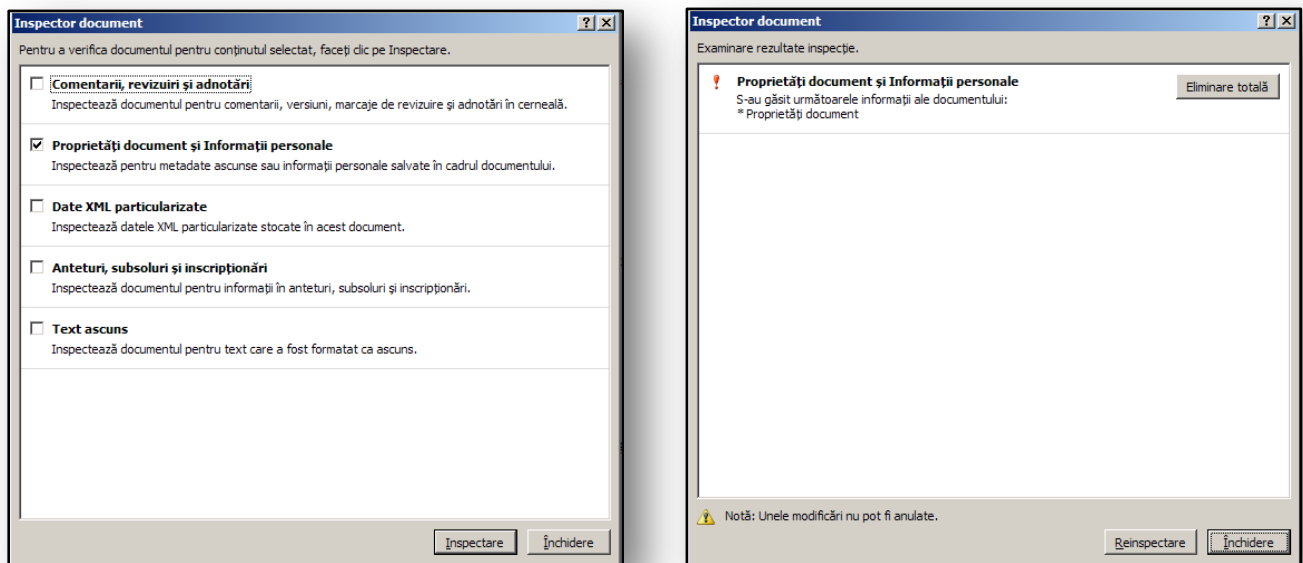 Inspector document
Pentru a verifica documentul pentru conținutul selectat, faceți clic pe Inspectare.
Comentarii, revizuiri și adnotări
Inspectează documentul pentru comentarii, versiuni, marcaje de revizuire și adnotări în cerneală.
Proprietăți document și Informații personale
Inspectează pentru metadate ascunse sau informații personale salvate în cadrul documentului.
Date XML particularizate
Inspectează datele XML particularizate stocate în acest document.
Anteturi, subsoluri și inscripționări
Inspectează documentul pentru informații în anteturi, subsoluri și inscripționări.
Text ascuns
Inspectează documentul pentru text care a fost formatat ca ascuns.
Inspectare
Închidere
Inspector document
Examinare rezultate inspecție.
Proprietăți document și Informații personale
S-au găsit următoarele informații ale documentului:
* Proprietăți document
Eliminare totală
Notă: Unele modificări nu pot fi anulate.
Reinspectare
Închidere